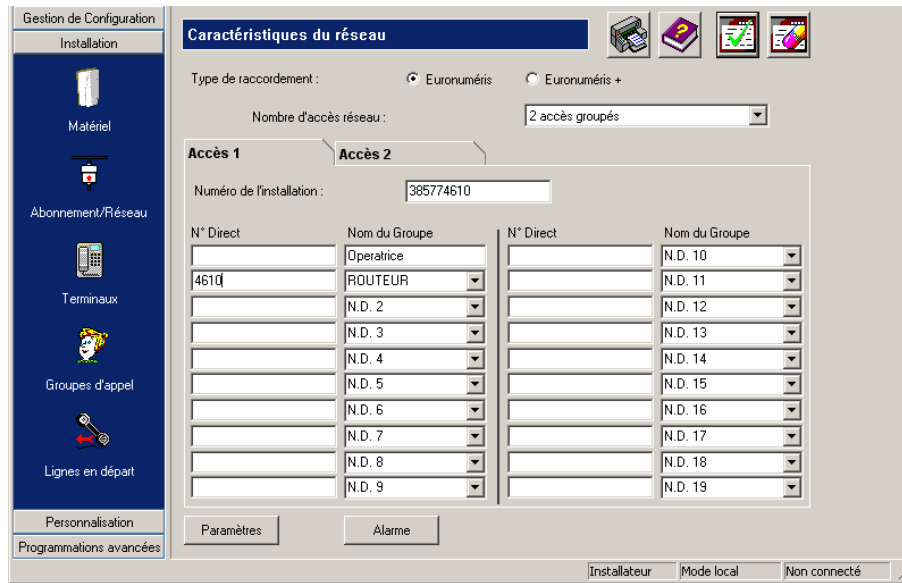 Gestion de Configuration
Installation
Matériel
Abonnement/Réseau
Terminaux
Groupes d'appel
Lignes en départ
Personnalisation
Programmations avancées
Caractéristiques du réseau
Type de raccordement : Euronuméris Euronuméris +
Nombre d'accès réseau : 2 accès groupés
Accès 1 Accès 2
Numéro de l'installation : 385774610
N° Direct Nom du Groupe N° Direct Nom du Groupe
Operatrice N.D. 10
4610 ROUTEUR N.D. 11
N.D. 2 N.D. 12
N.D. 3 N.D. 13
N.D. 4 N.D. 14
N.D. 5 N.D. 15
N.D. 6 N.D. 16
N.D. 7 N.D. 17
N.D. 8 N.D. 18
N.D. 9 N.D. 19
Paramètres Alarme
Installateur Mode local Non connecté